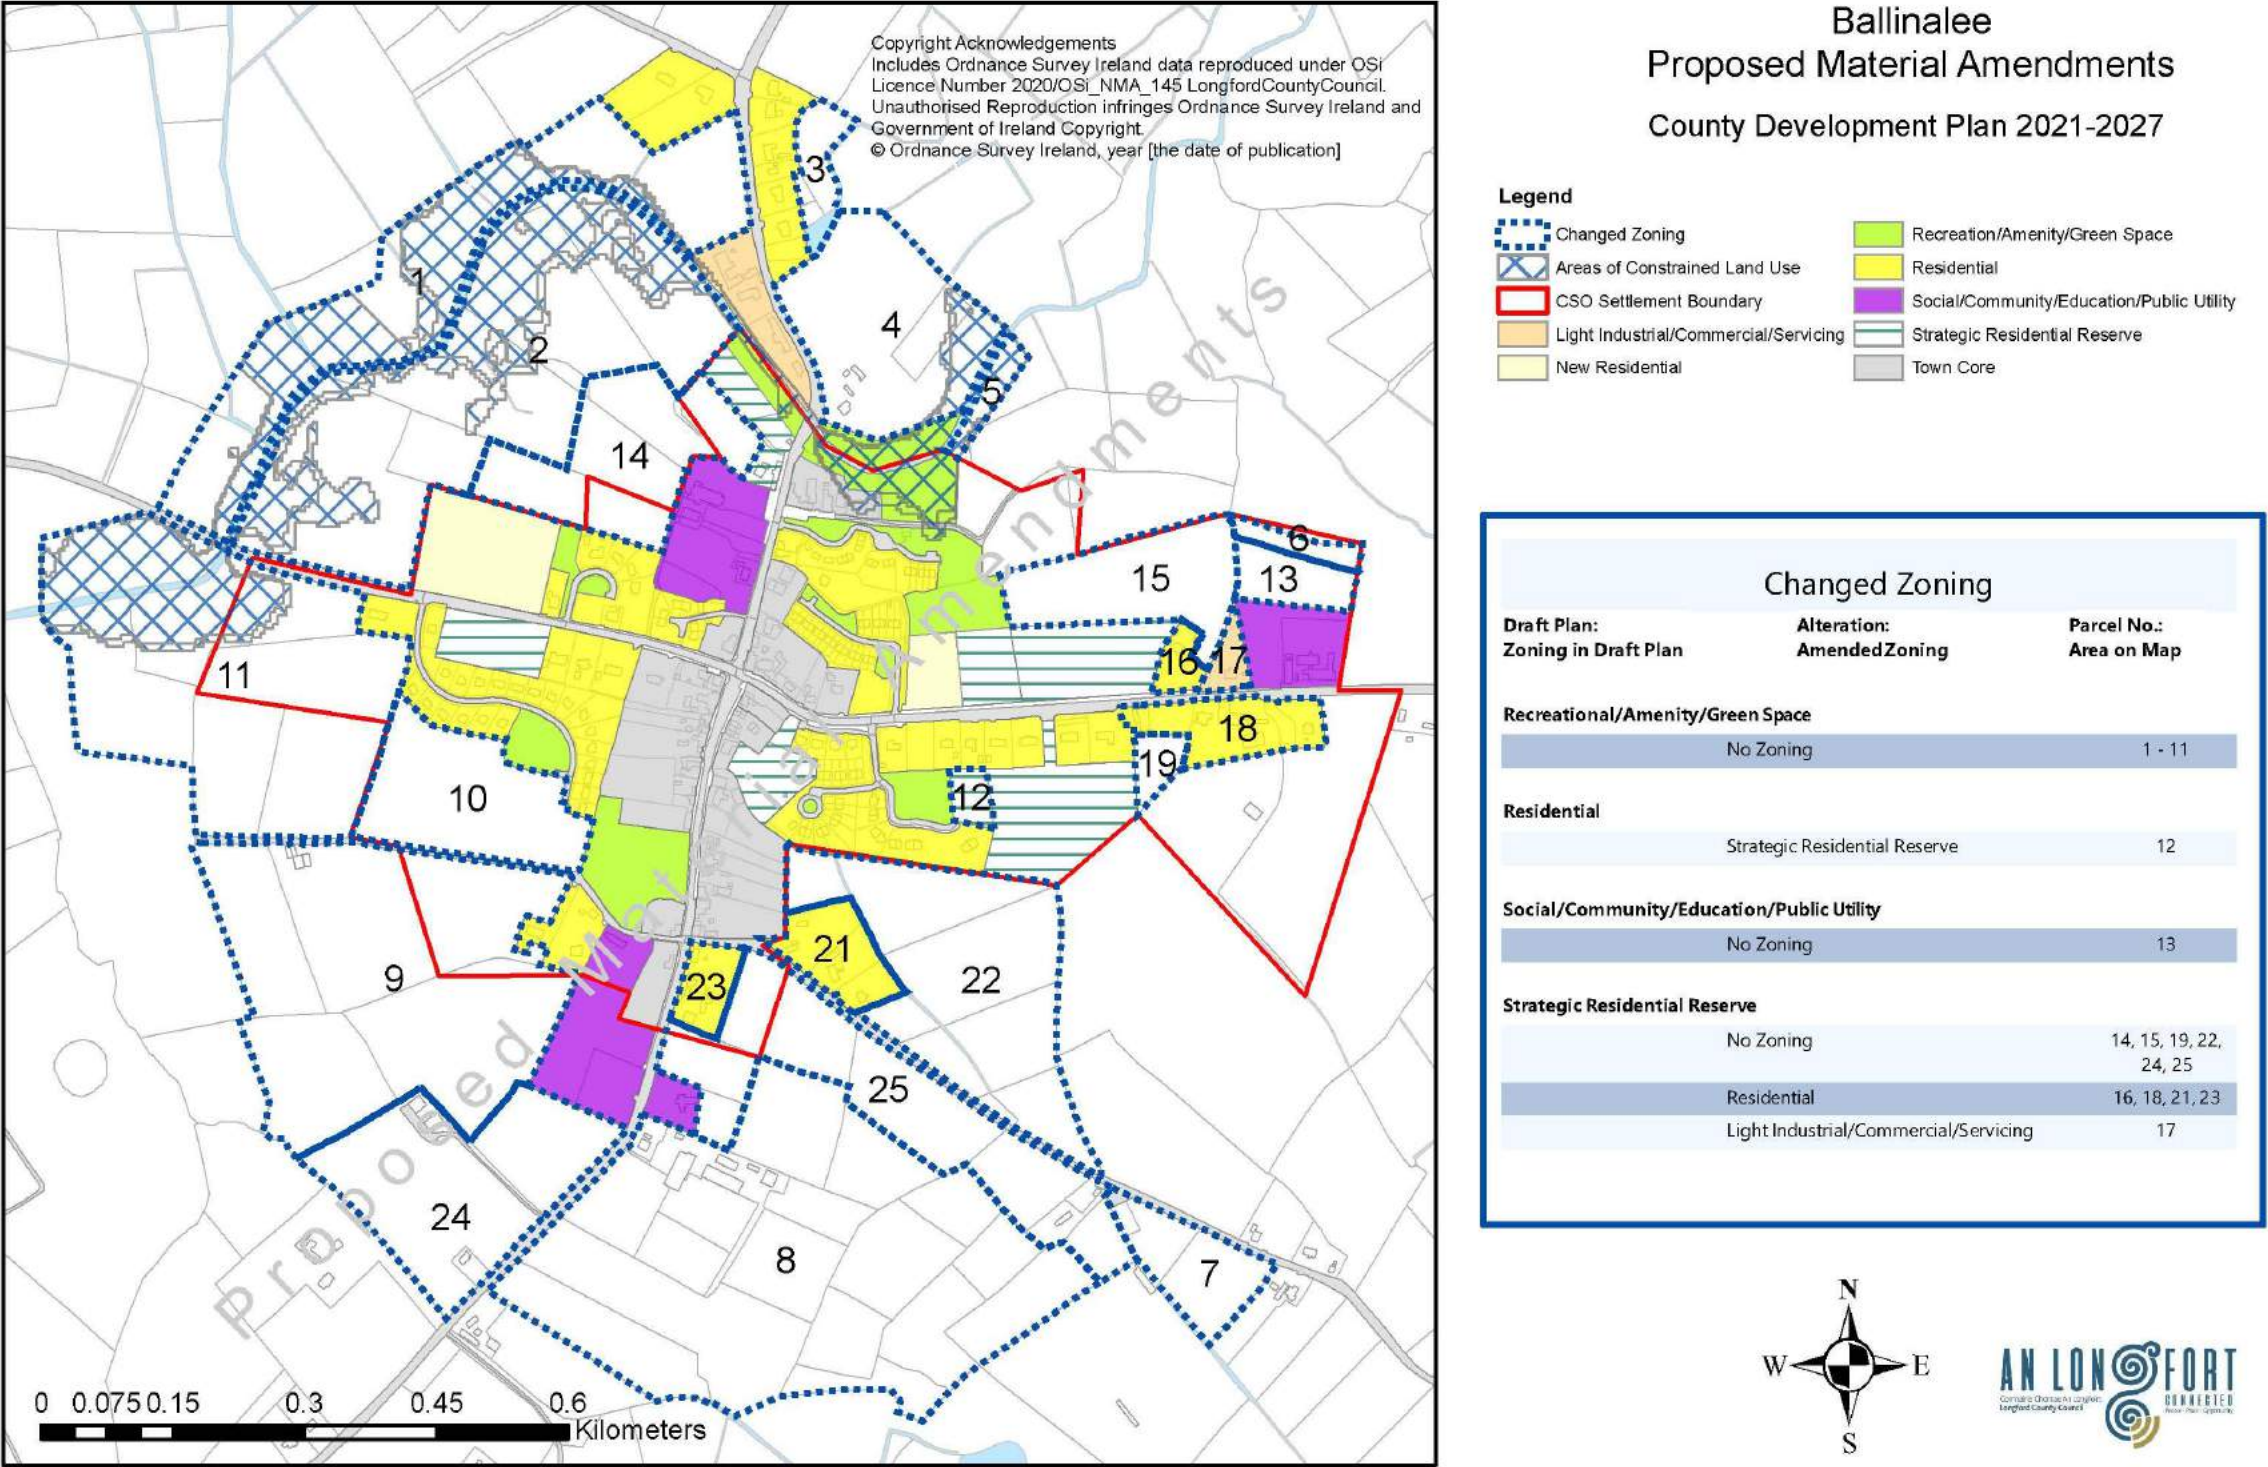 Copyright Acknowledgements
Includes Ordnance Survey Ireland data reproduced under OSi
Licence Number 2020/OSi_NMA_145 LongfordCountyCouncil.
Unauthorised Reproduction infringes Ordnance Survey Ireland and
Government of Ireland Copyright.
© Ordnance Survey Ireland, year [the date of publication]
3
1
2
4
5
14
6
15
13
16
17
11
18
19
10
12
21
9
23
22
25
24
8
7
Proposed Material Amendments
0 0.075 0.15 0.3 0.45 0.6
Kilometers
Ballinalee
Proposed Material Amendments
County Development Plan 2021-2027
Legend
Changed Zoning
Areas of Constrained Land Use
CSO Settlement Boundary
Light Industrial/Commercial/Servicing
New Residential
Recreation/Amenity/Green Space
Residential
Social/Community/Education/Public Utility
Strategic Residential Reserve
Town Core
Changed Zoning
Draft Plan: Alteration: Parcel No.:
Zoning in Draft Plan AmendedZoning Area on Map
Recreational/Amenity/Green Space
No Zoning 1 - 11
Residential
Strategic Residential Reserve 12
Social/Community/Education/Public Utility
No Zoning 13
Strategic Residential Reserve
No Zoning 14, 15, 19, 22,
24, 25
Residential 16, 18, 21, 23
Light Industrial/Commercial/Servicing 17
N
W E
S
AN LONGFORT
Longford County Council
CONNECTED